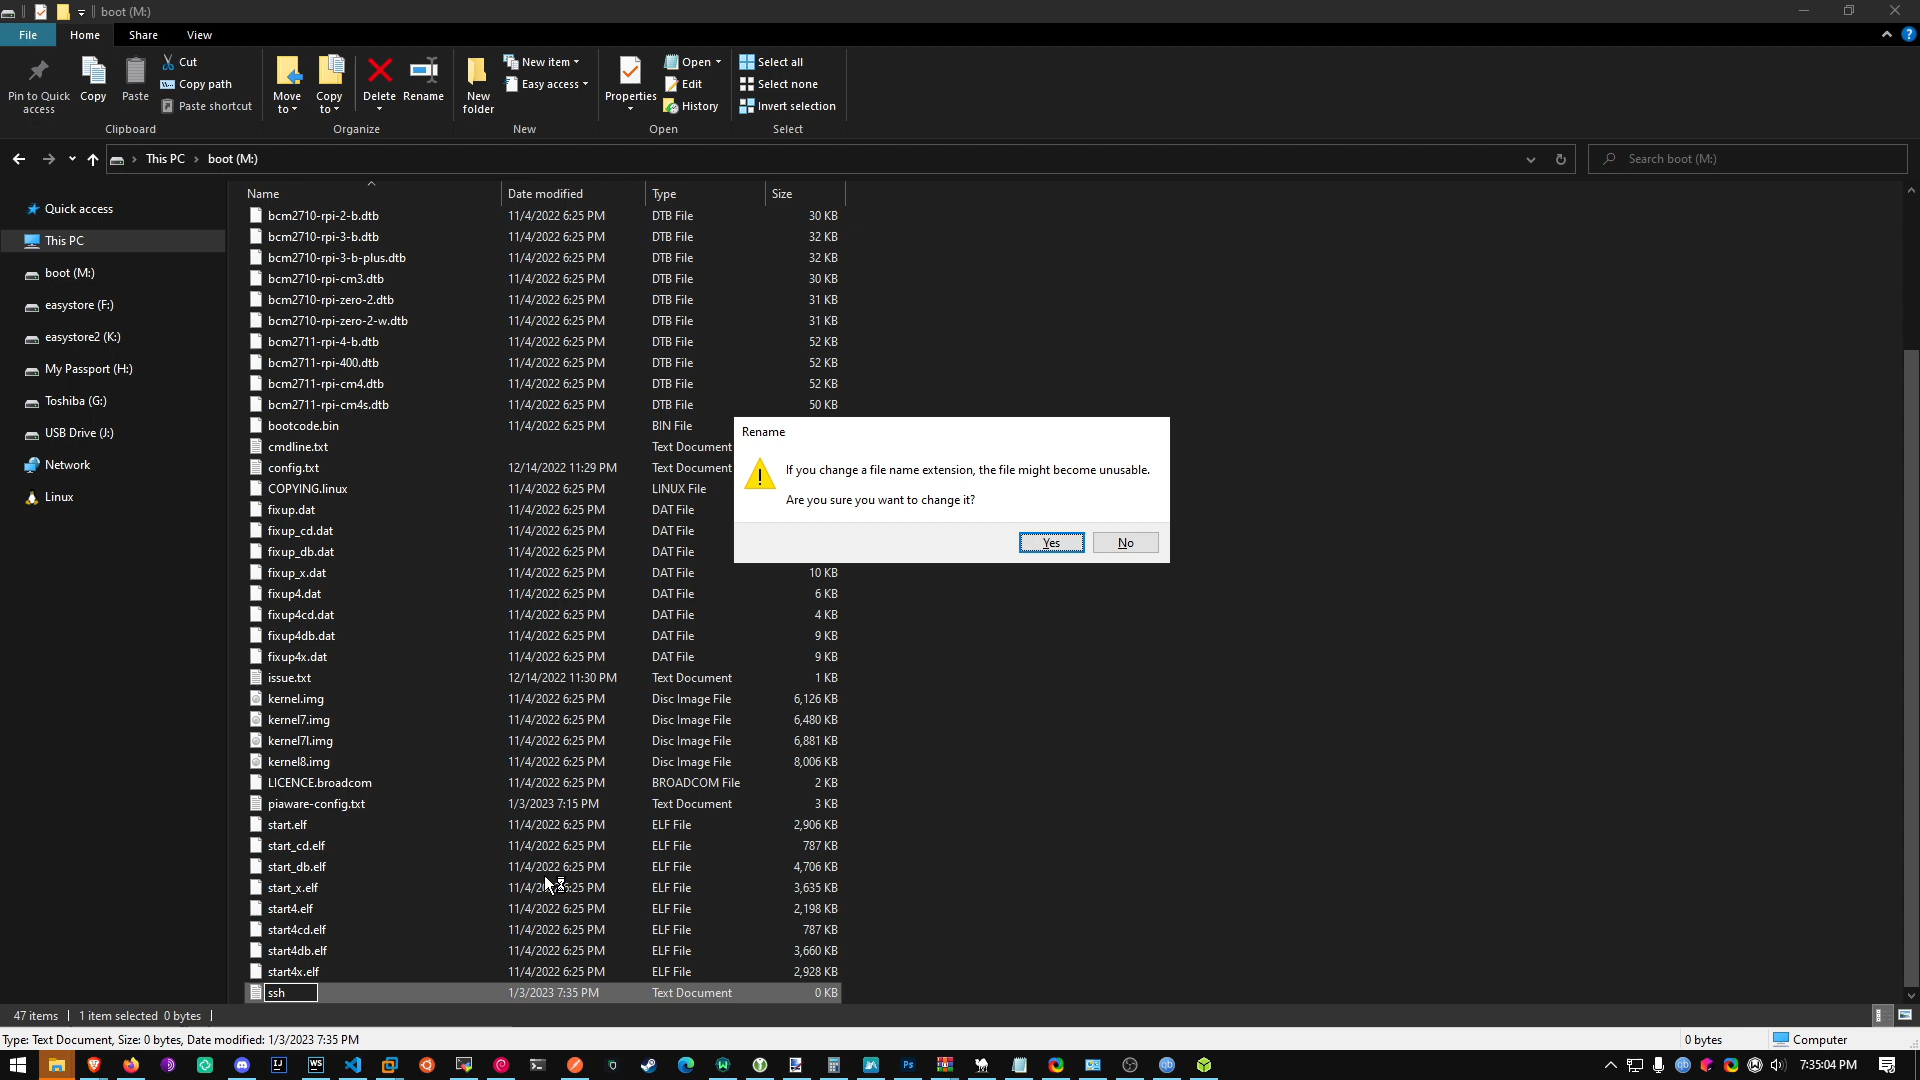 boot (M:)
File Home Share View
Pin to Quick access
Copy
Paste
Cut
Copy path
Paste shortcut
Clipboard
Move to
Copy to
Delete
Rename
Organize
New folder
New item
Easy access
New
Properties
Open
Edit
History
Open
Select all
Select none
Invert selection
Select
This PC > boot (M:)
Search boot (M:)
Quick access
This PC
boot (M:)
easystore (F:)
easystore2 (K:)
My Passport (H:)
Toshiba (G:)
USB Drive (J:)
Network
Linux
Name Date modified Type Size
bcm2710-rpi-2-b.dtb 11/4/2022 6:25 PM DTB File 30 KB
bcm2710-rpi-3-b.dtb 11/4/2022 6:25 PM DTB File 32 KB
bcm2710-rpi-3-b-plus.dtb 11/4/2022 6:25 PM DTB File 32 KB
bcm2710-rpi-cm3.dtb 11/4/2022 6:25 PM DTB File 30 KB
bcm2710-rpi-zero-2.dtb 11/4/2022 6:25 PM DTB File 31 KB
bcm2710-rpi-zero-2-w.dtb 11/4/2022 6:25 PM DTB File 31 KB
bcm2711-rpi-4-b.dtb 11/4/2022 6:25 PM DTB File 52 KB
bcm2711-rpi-400.dtb 11/4/2022 6:25 PM DTB File 52 KB
bcm2711-rpi-cm4.dtb 11/4/2022 6:25 PM DTB File 52 KB
bcm2711-rpi-cm4s.dtb 11/4/2022 6:25 PM DTB File 50 KB
bootcode.bin 11/4/2022 6:25 PM BIN File
cmdline.txt Text Document
config.txt 12/14/2022 11:29 PM Text Document
COPYING.linux 11/4/2022 6:25 PM LINUX File
fixup.dat 11/4/2022 6:25 PM DAT File
fixup_cd.dat 11/4/2022 6:25 PM DAT File
fixup_db.dat 11/4/2022 6:25 PM DAT File
fixup_x.dat 11/4/2022 6:25 PM DAT File 10 KB
fixup4.dat 11/4/2022 6:25 PM DAT File 6 KB
fixup4cd.dat 11/4/2022 6:25 PM DAT File 4 KB
fixup4db.dat 11/4/2022 6:25 PM DAT File 9 KB
fixup4x.dat 11/4/2022 6:25 PM DAT File 9 KB
issue.txt 12/14/2022 11:30 PM Text Document 1 KB
kernel.img 11/4/2022 6:25 PM Disc Image File 6,126 KB
kernel7.img 11/4/2022 6:25 PM Disc Image File 6,480 KB
kernel7l.img 11/4/2022 6:25 PM Disc Image File 6,881 KB
kernel8.img 11/4/2022 6:25 PM Disc Image File 8,006 KB
LICENCE.broadcom 11/4/2022 6:25 PM BROADCOM File 2 KB
piaware-config.txt 1/3/2023 7:15 PM Text Document 3 KB
start.elf 11/4/2022 6:25 PM ELF File 2,906 KB
start_cd.elf 11/4/2022 6:25 PM ELF File 787 KB
start_db.elf 11/4/2022 6:25 PM ELF File 4,706 KB
start_x.elf 11/4/2 6:25 PM ELF File 3,635 KB
start4.elf 11/4/2022 6:25 PM ELF File 2,198 KB
start4cd.elf 11/4/2022 6:25 PM ELF File 787 KB
start4db.elf 11/4/2022 6:25 PM ELF File 3,660 KB
start4x.elf 11/4/2022 6:25 PM ELF File 2,928 KB
ssh 1/3/2023 7:35 PM Text Document 0 KB
Rename
If you change a file name extension, the file might become unusable.
Are you sure you want to change it?
Yes No
47 items 1 item selected 0 bytes
Type: Text Document, Size: 0 bytes, Date modified: 1/3/2023 7:35 PM 0 bytes Computer
7:35:04 PM